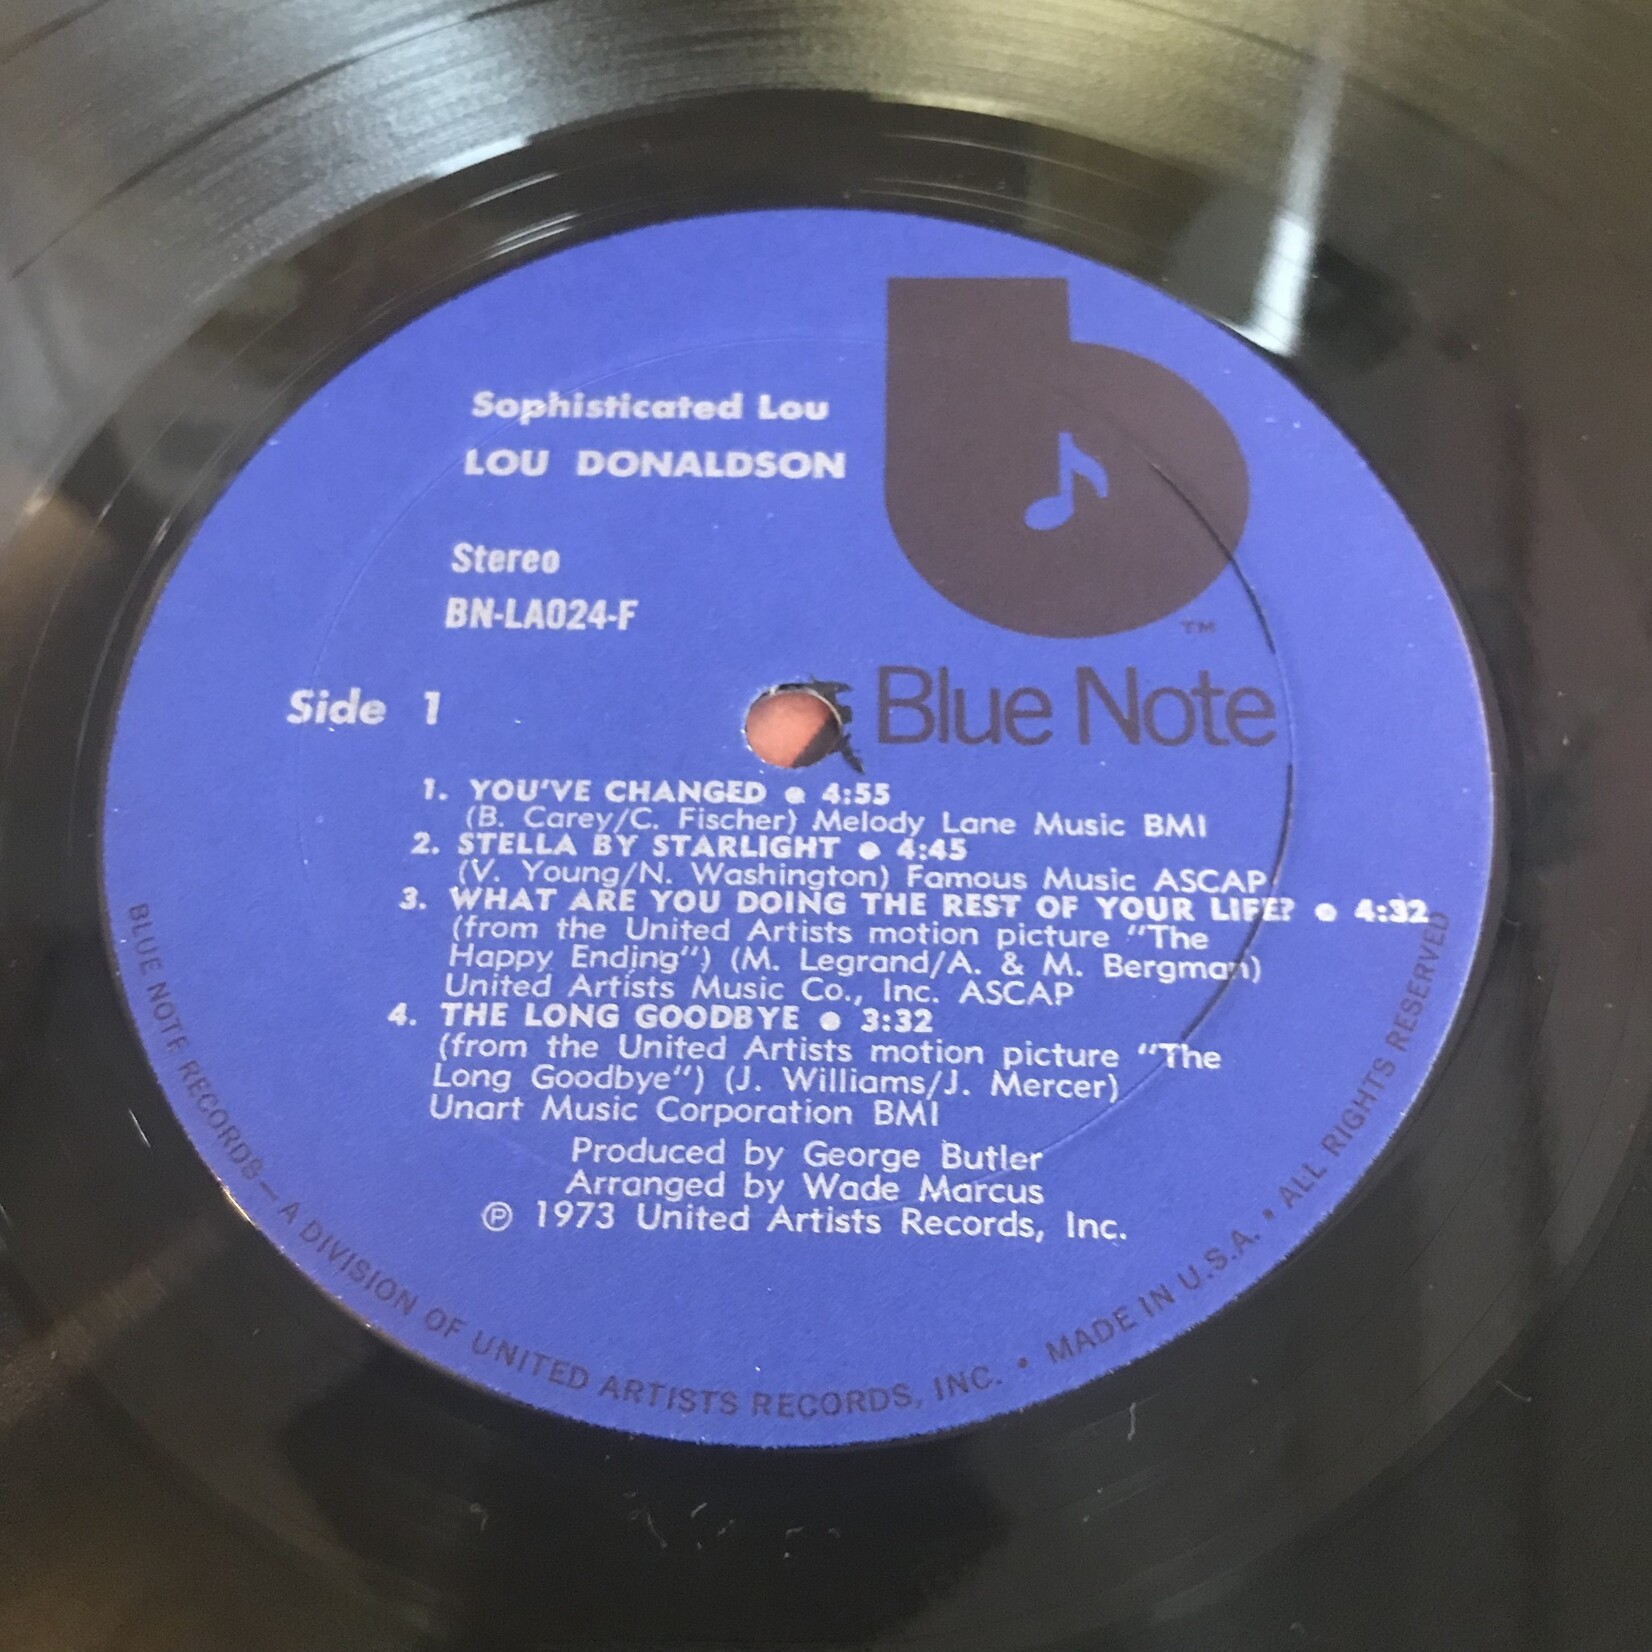 Sophisticated Lou
LOU DONALDSON
Stereo
BN-LA024-F
TM
Blue Note
Side 1
1. YOU'VE CHANGED ● 4:55
(B. Carey/C. Fischer) Melody Lane Music BMI
2. STELLA BY STARLIGHT ● 4:45
(V. Young/N. Washington) Famous Music ASCAP
3. WHAT ARE YOU DOING THE REST OF YOUR LIFE? ● 4:32
(from the United Artists motion picture "The
Happy Ending") (M. Legrand/A. & M. Bergman)
United Artists Music Co., Inc. ASCAP
4. THE LONG GOODBYE ● 3:32
(from the United Artists motion picture "The
Long Goodbye") (J. Williams/J. Mercer)
Unart Music Corporation BMI
Produced by George Butler
Arranged by Wade Marcus
℗ 1973 United Artists Records, Inc.
BLUE NOTE RECORDS—A DIVISION OF UNITED ARTISTS RECORDS, INC. • MADE IN U.S.A. • ALL RIGHTS RESERVED